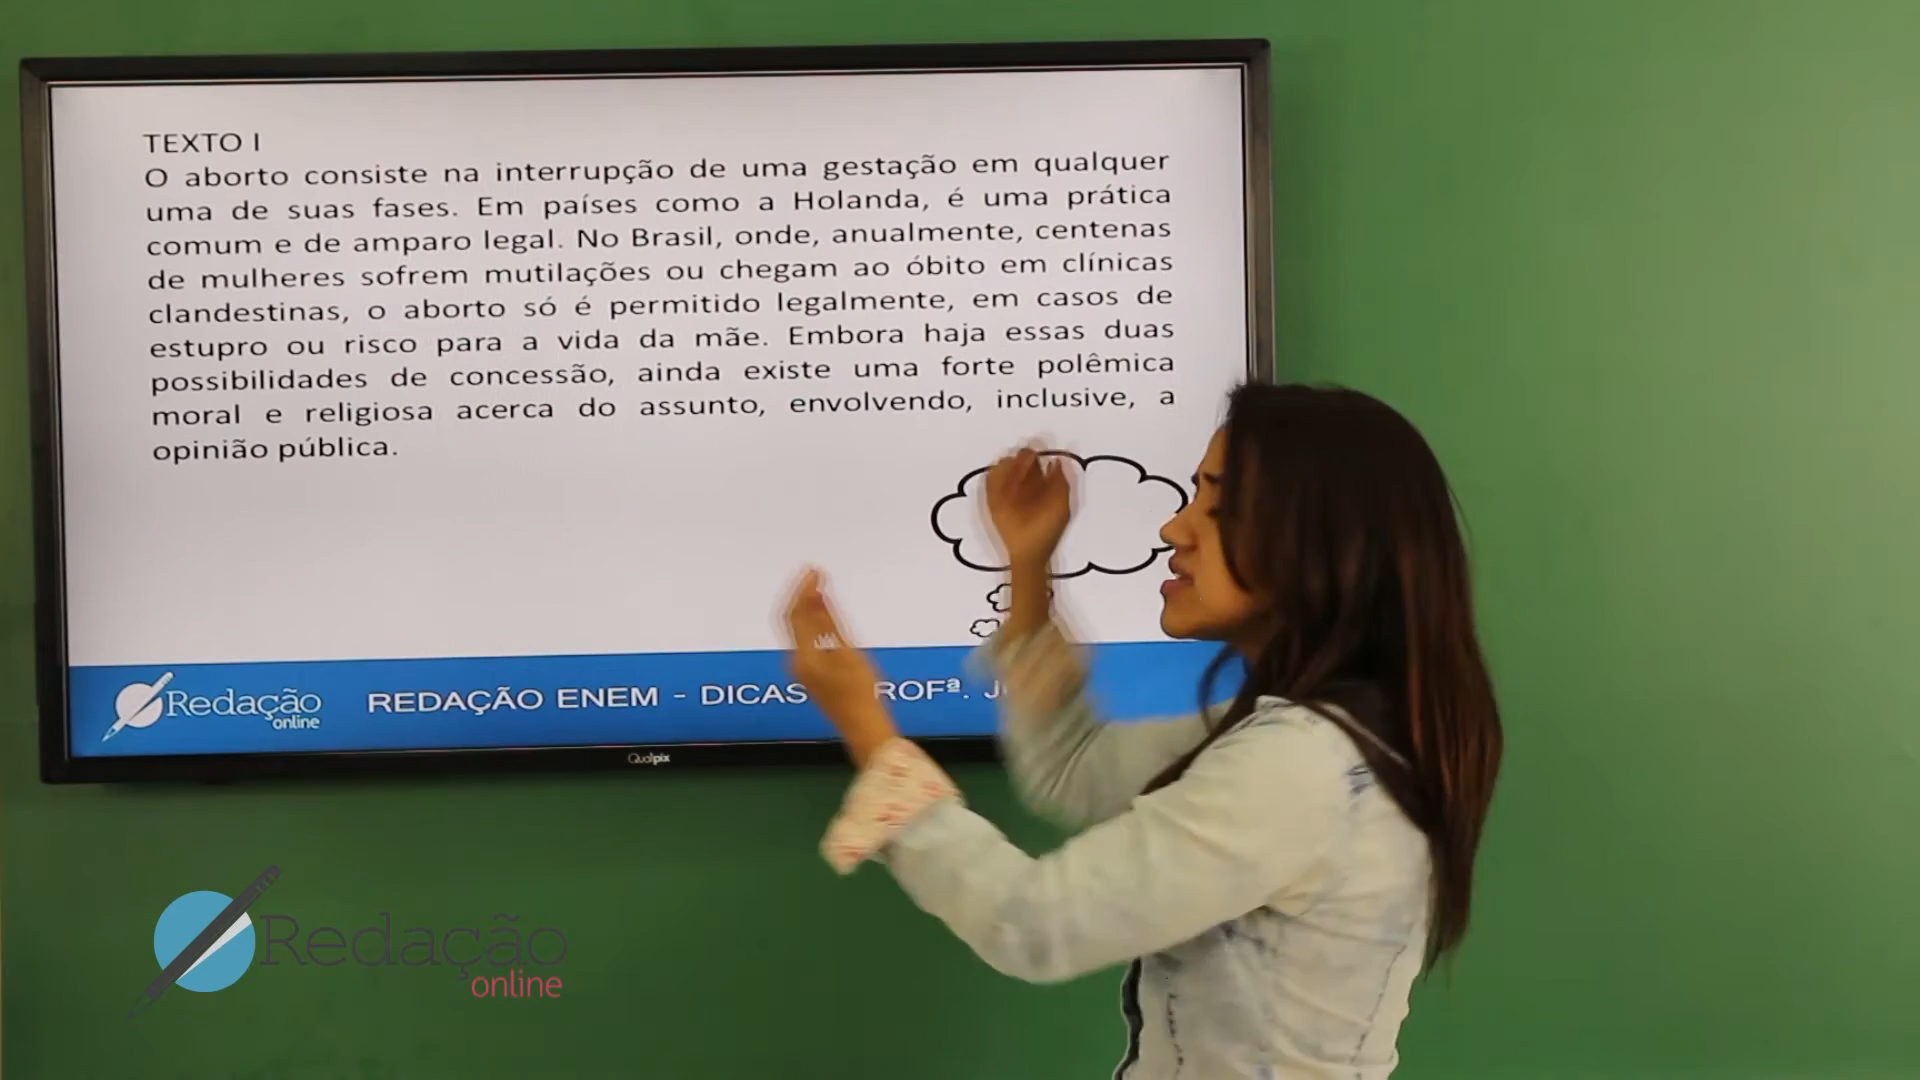 TEXTO I
O aborto consiste na interrupção de uma gestação em qualquer
uma de suas fases. Em países como a Holanda, é uma prática
comum e de amparo legal. No Brasil, onde, anualmente, centenas
de mulheres sofrem mutilações ou chegam ao óbito em clínicas
clandestinas, o aborto só é permitido legalmente, em casos de
estupro ou risco para a vida da mãe. Embora haja essas duas
possibilidades de concessão, ainda existe uma forte polêmica
moral e religiosa acerca do assunto, envolvendo, inclusive, a
opinião pública.
Redação
online
REDAÇÃO ENEM - DICAS
Qualpix
Redação
online